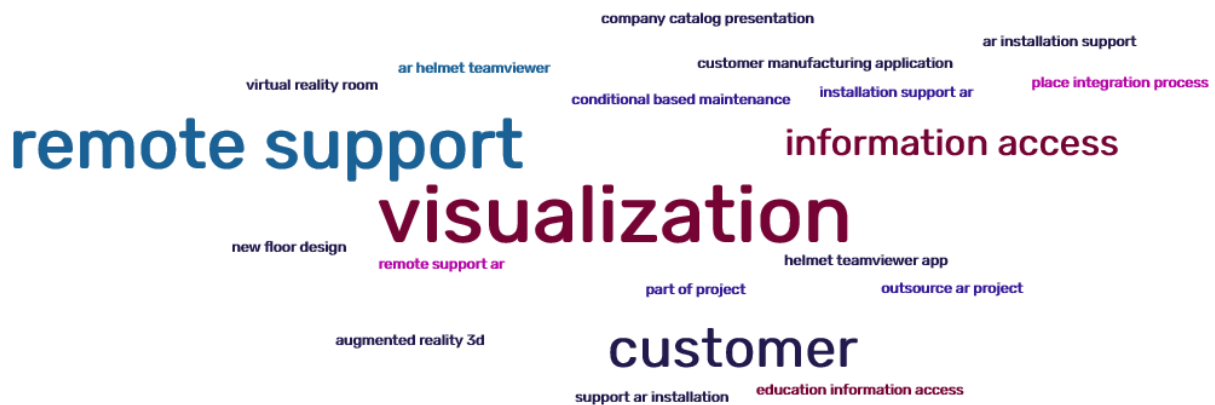 company catalog presentation
ar installation support
customer manufacturing application
ar helmet teamviewer
virtual reality room
place integration process
installation support ar
conditional based maintenance
remote support
information access
visualization
new floor design
remote support ar
helmet teamviewer app
part of project
outsource ar project
augmented reality 3d
customer
education information access
support ar installation